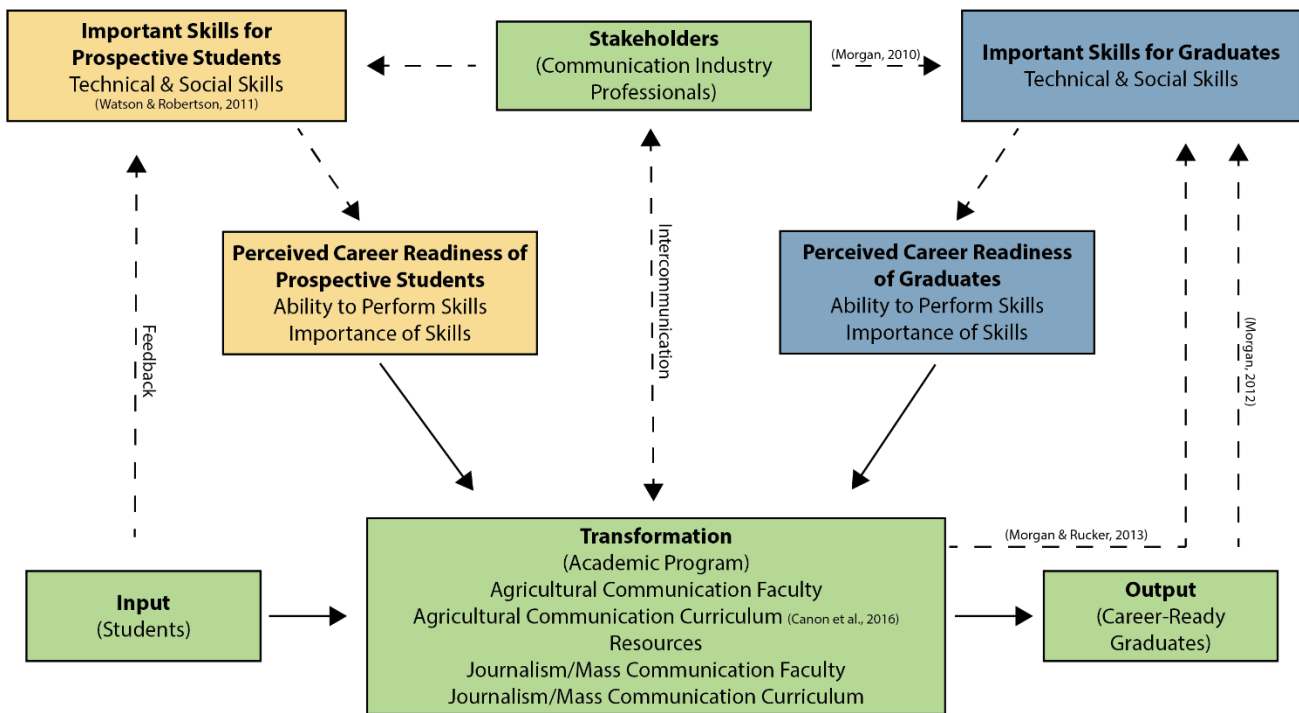 Important Skills for
Prospective Students
Technical & Social Skills
(Watson & Robertson, 2011)
Stakeholders
(Communication Industry
Professionals)
(Morgan, 2010)
Important Skills for Graduates
Technical & Social Skills
Perceived Career Readiness of
Prospective Students
Ability to Perform Skills
Importance of Skills
Intercommunication
Perceived Career Readiness
of Graduates
Ability to Perform Skills
Importance of Skills
Feedback
(Morgan, 2012)
(Morgan & Rucker, 2013)
Input
(Students)
Transformation
(Academic Program)
Agricultural Communication Faculty
Agricultural Communication Curriculum (Canon et al., 2016)
Resources
Journalism/Mass Communication Faculty
Journalism/Mass Communication Curriculum
Output
(Career-Ready
Graduates)